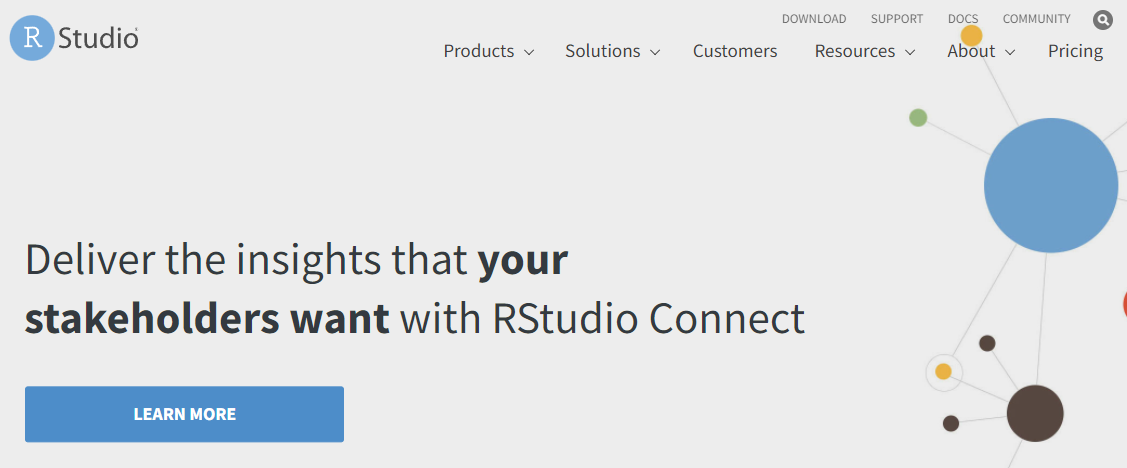 R Studio
DOWNLOAD SUPPORT DOCS COMMUNITY
Products Solutions Customers Resources About Pricing
Deliver the insights that your
stakeholders want with RStudio Connect
LEARN MORE